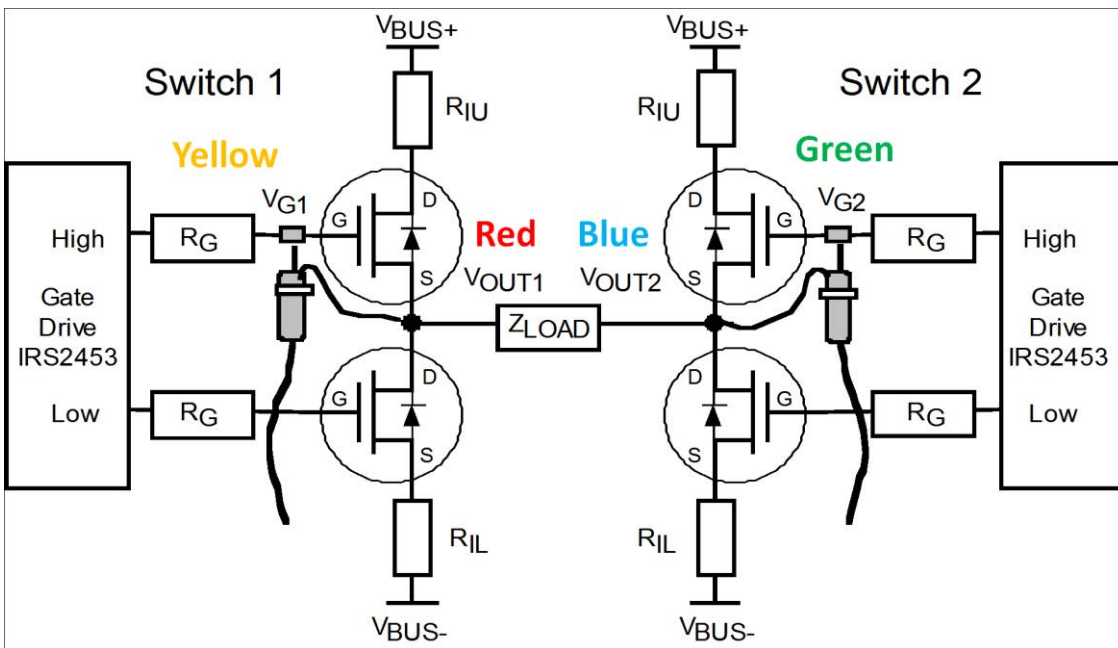 VBUS+
VBUS+
Switch 1
Switch 2
RIU
RIU
Yellow
Green
VG1
VG2
D
D
High
RG
G
Red
Blue
G
RG
High
S
VOUT1
VOUT2
S
Gate
Drive
IRS2453
ZLOAD
Gate
Drive
IRS2453
D
D
Low
RG
G
G
RG
Low
S
S
RIL
RIL
VBUS-
VBUS-